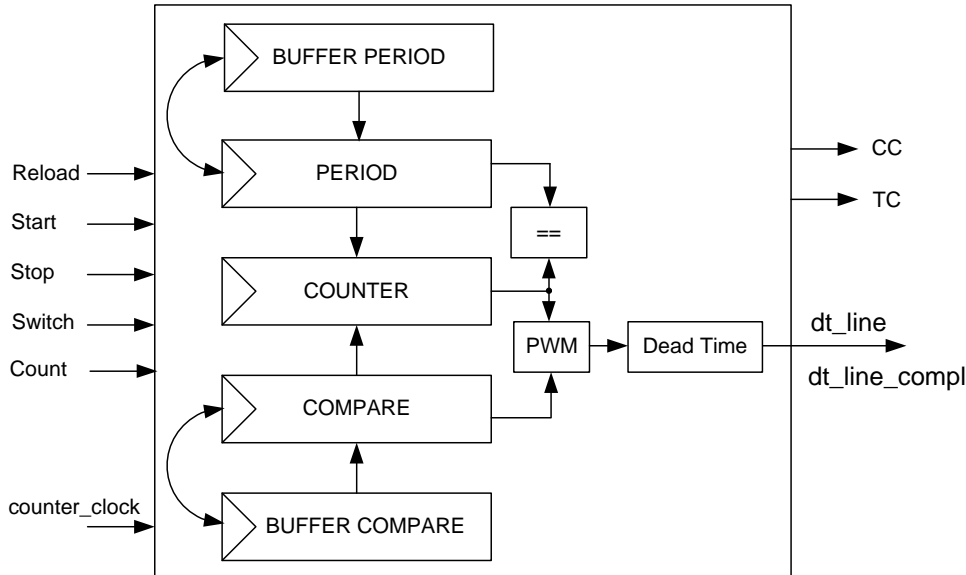 BUFFER PERIOD
PERIOD
CC
Reload
TC
Start
==
Stop
COUNTER
Switch
dt_line
PWM
Dead Time
Count
dt_line_compl
COMPARE
counter_clock
BUFFER COMPARE